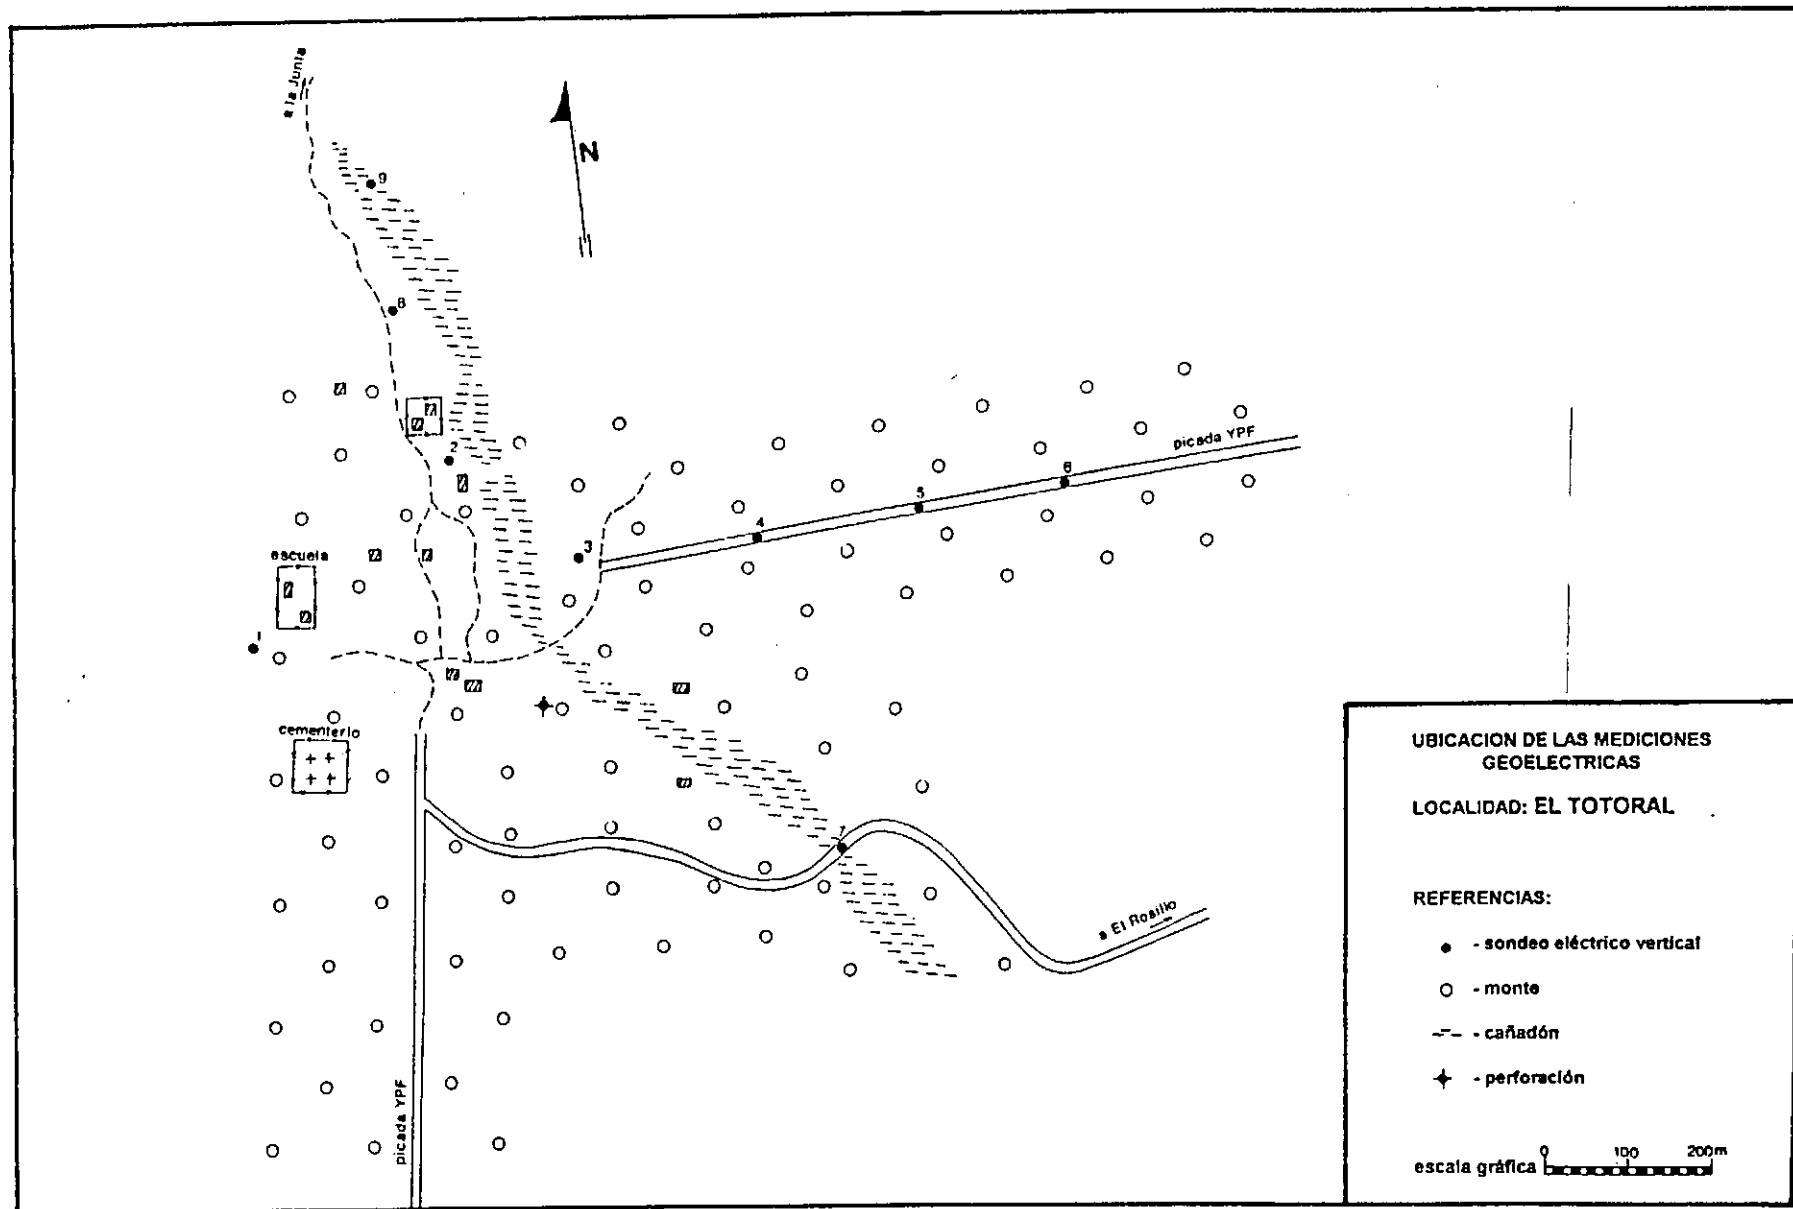 a la Junta
N
9
8
2
picada YPF
6
5
4
3
escuela
1
cementerio
7
a El Rosillo
picada YPF
UBICACION DE LAS MEDICIONES
GEOELECTRICAS
LOCALIDAD: EL TOTORAL
REFERENCIAS:
- sondeo eléctrico vertical
- monte
- cañadón
- perforación
escala gráfica 0 100 200m